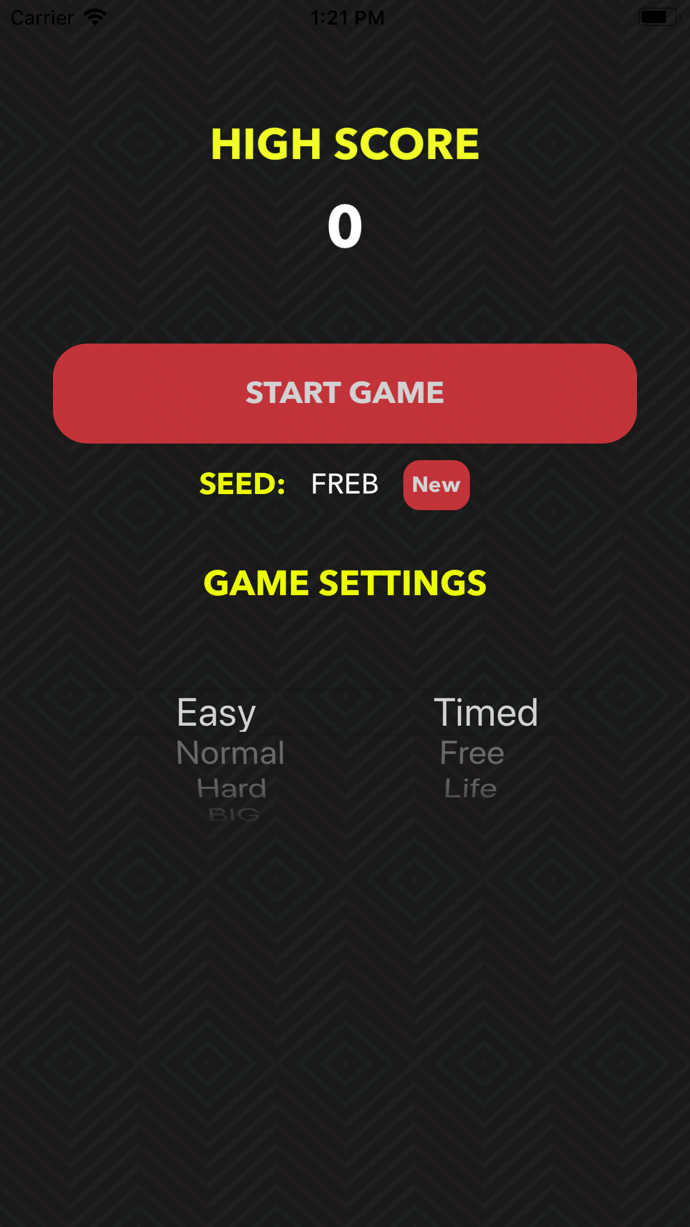 Carrier 1:21 PM
HIGH SCORE
0
START GAME
SEED: FREB New
GAME SETTINGS
Easy Timed
Normal Free
Hard Life
BIG